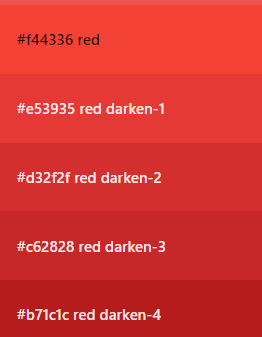 #f44336 red
#e53935 red darken-1
#d32f2f red darken-2
#c62828 red darken-3
#b71c1c red darken-4